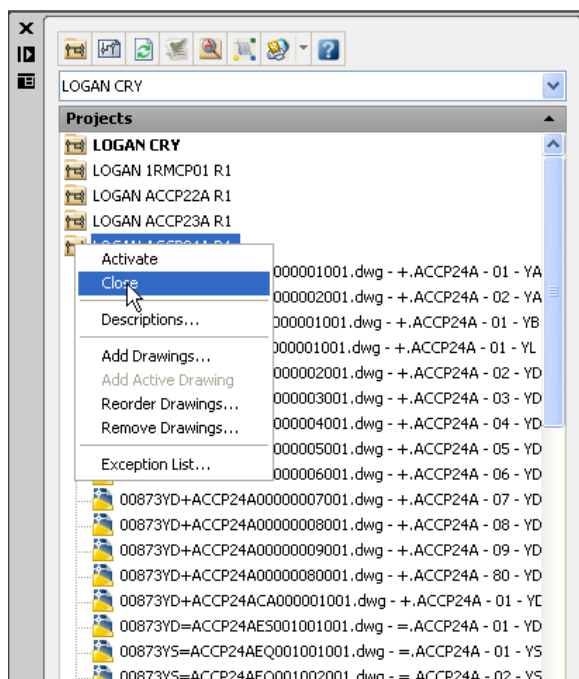 LOGAN CRY
Projects
LOGAN CRY
LOGAN 1RMCP01 R1
LOGAN ACCP22A R1
LOGAN ACCP23A R1
Activate
000001001.dwg - +.ACCP24A - 01 - YA
Close
000002001.dwg - +.ACCP24A - 02 - YA
Descriptions...
000001001.dwg - +.ACCP24A - 01 - YB
000001001.dwg - +.ACCP24A - 01 - YL
Add Drawings...
000002001.dwg - +.ACCP24A - 02 - YD
Add Active Drawing
000003001.dwg - +.ACCP24A - 03 - YD
Reorder Drawings...
000004001.dwg - +.ACCP24A - 04 - YD
Remove Drawings...
000005001.dwg - +.ACCP24A - 05 - YD
Exception List...
000006001.dwg - +.ACCP24A - 06 - YD
00873YD+ACCP24A00000007001.dwg - +.ACCP24A - 07 - YD
00873YD+ACCP24A00000008001.dwg - +.ACCP24A - 08 - YD
00873YD+ACCP24A00000009001.dwg - +.ACCP24A - 09 - YD
00873YD+ACCP24A00000080001.dwg - +.ACCP24A - 80 - YD
00873YD+ACCP24ACA000001001.dwg - +.ACCP24A - 01 - YD
00873YD=ACCP24AES001001001.dwg - =.ACCP24A - 01 - YD
00873YS=ACCP24AEQ001001001.dwg - =.ACCP24A - 01 - YS
00873YS=ACCP24AEQ001002001.dwg - =.ACCP24A - 02 - YS